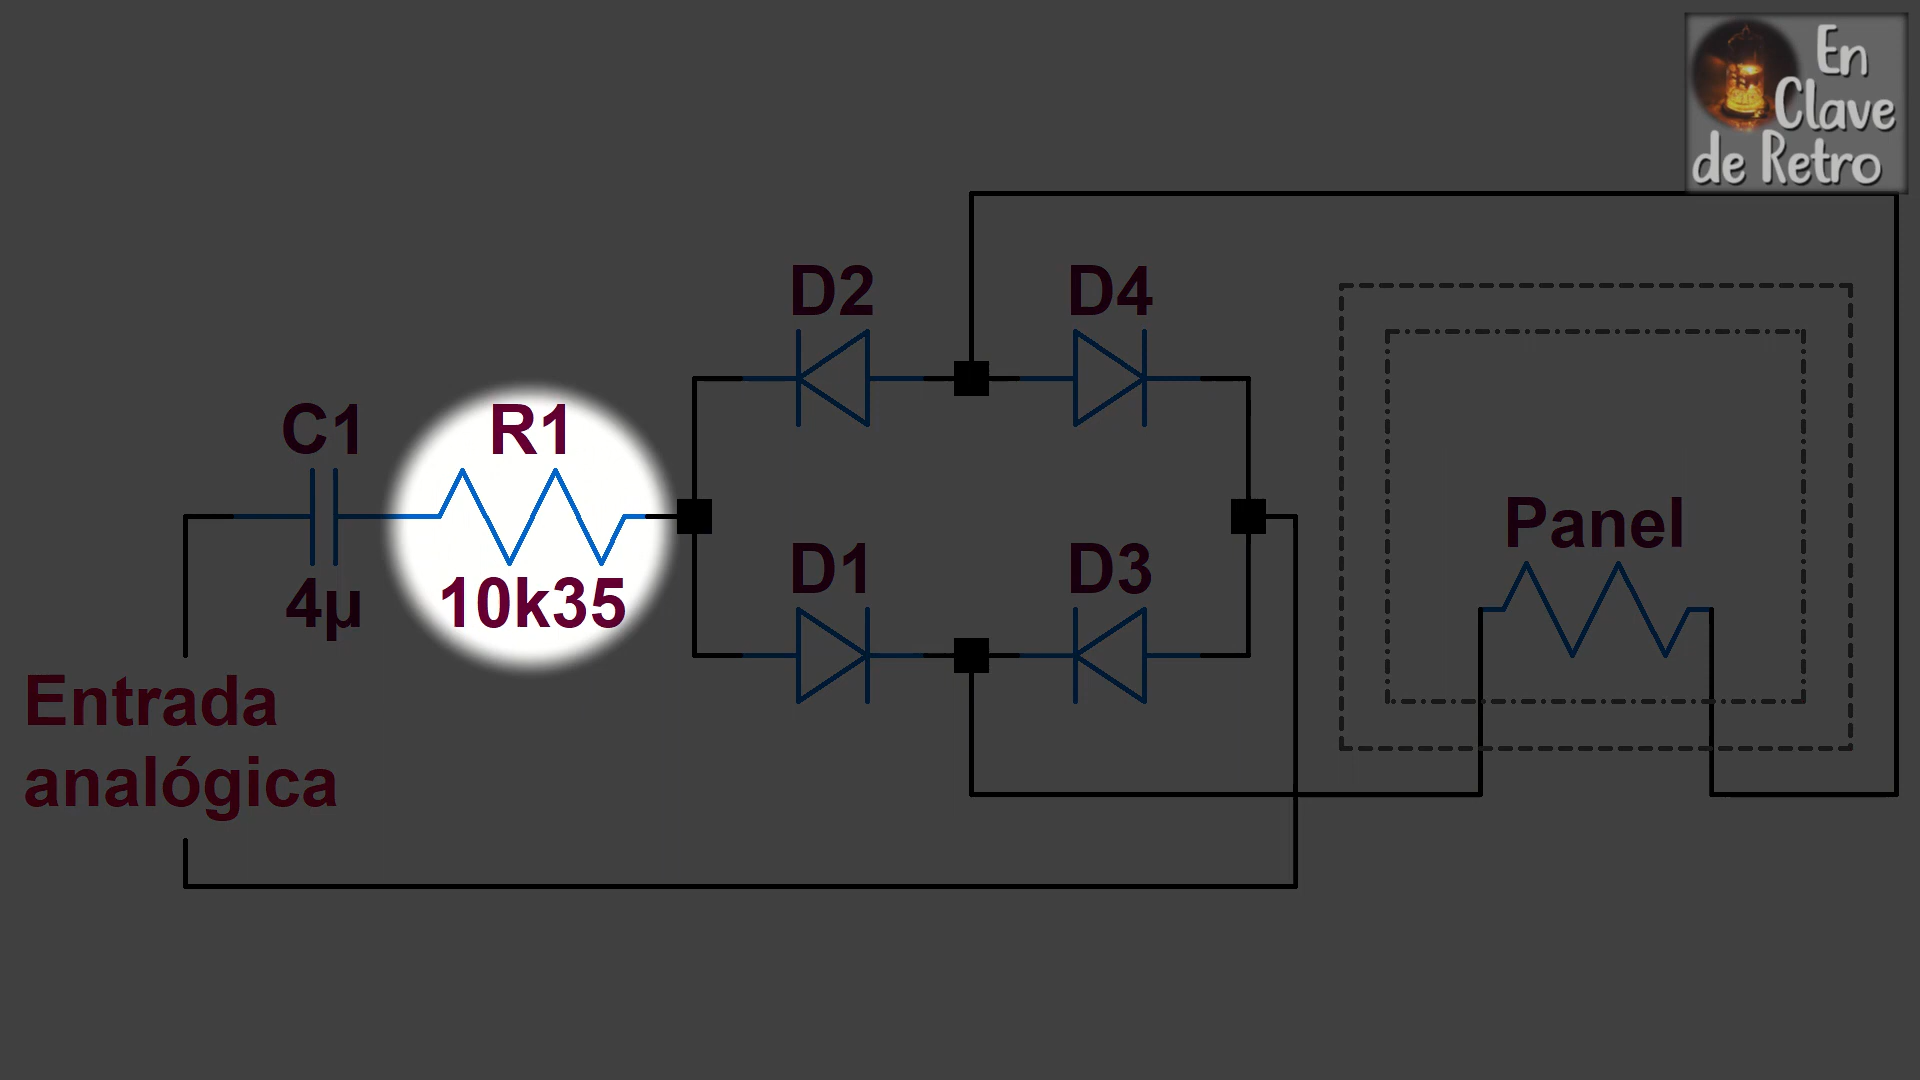 En
Clave
de Retro
D2
D4
C1
R1
4µ
10k35
D1
D3
Panel
Entrada
analógica